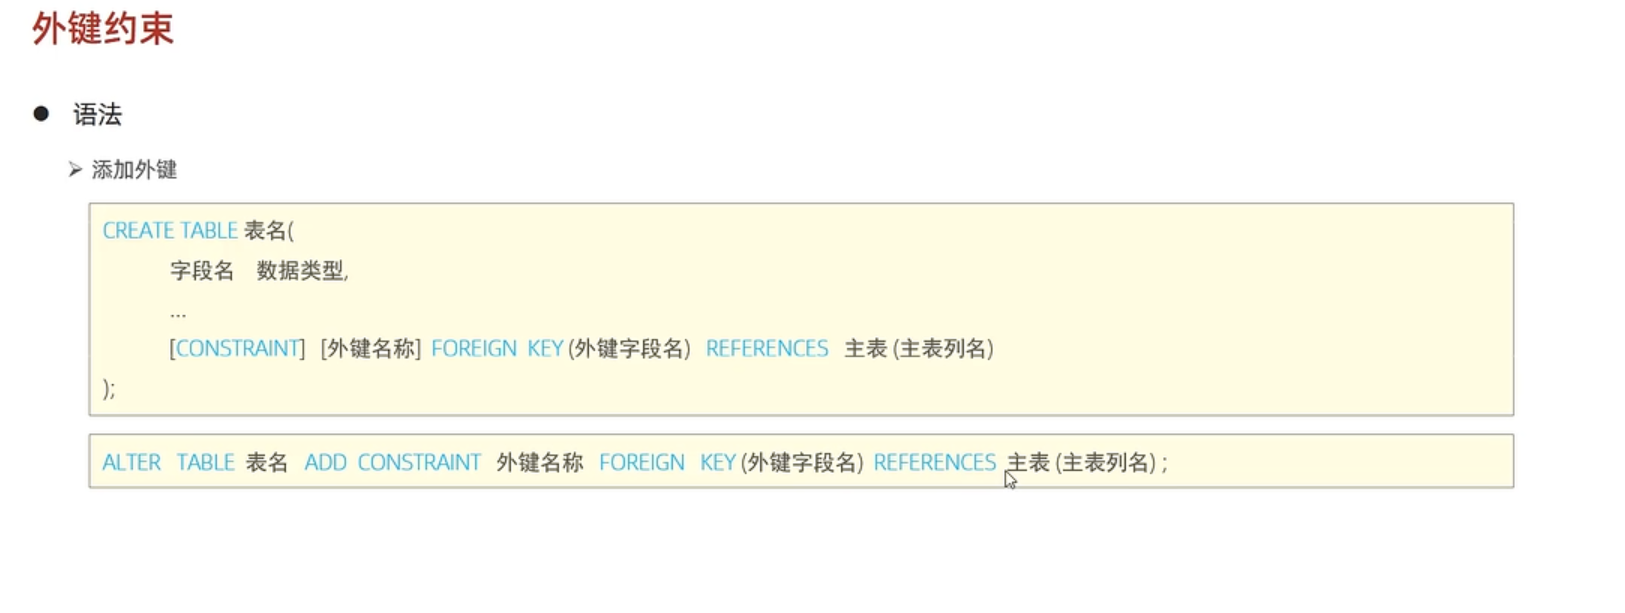 外键约束
语法
添加外键
CREATE TABLE 表名(
字段名 数据类型,
...
[CONSTRAINT] [外键名称] FOREIGN KEY (外键字段名) REFERENCES 主表 (主表列名)
);
ALTER TABLE 表名 ADD CONSTRAINT 外键名称 FOREIGN KEY (外键字段名) REFERENCES 主表 (主表列名) ;